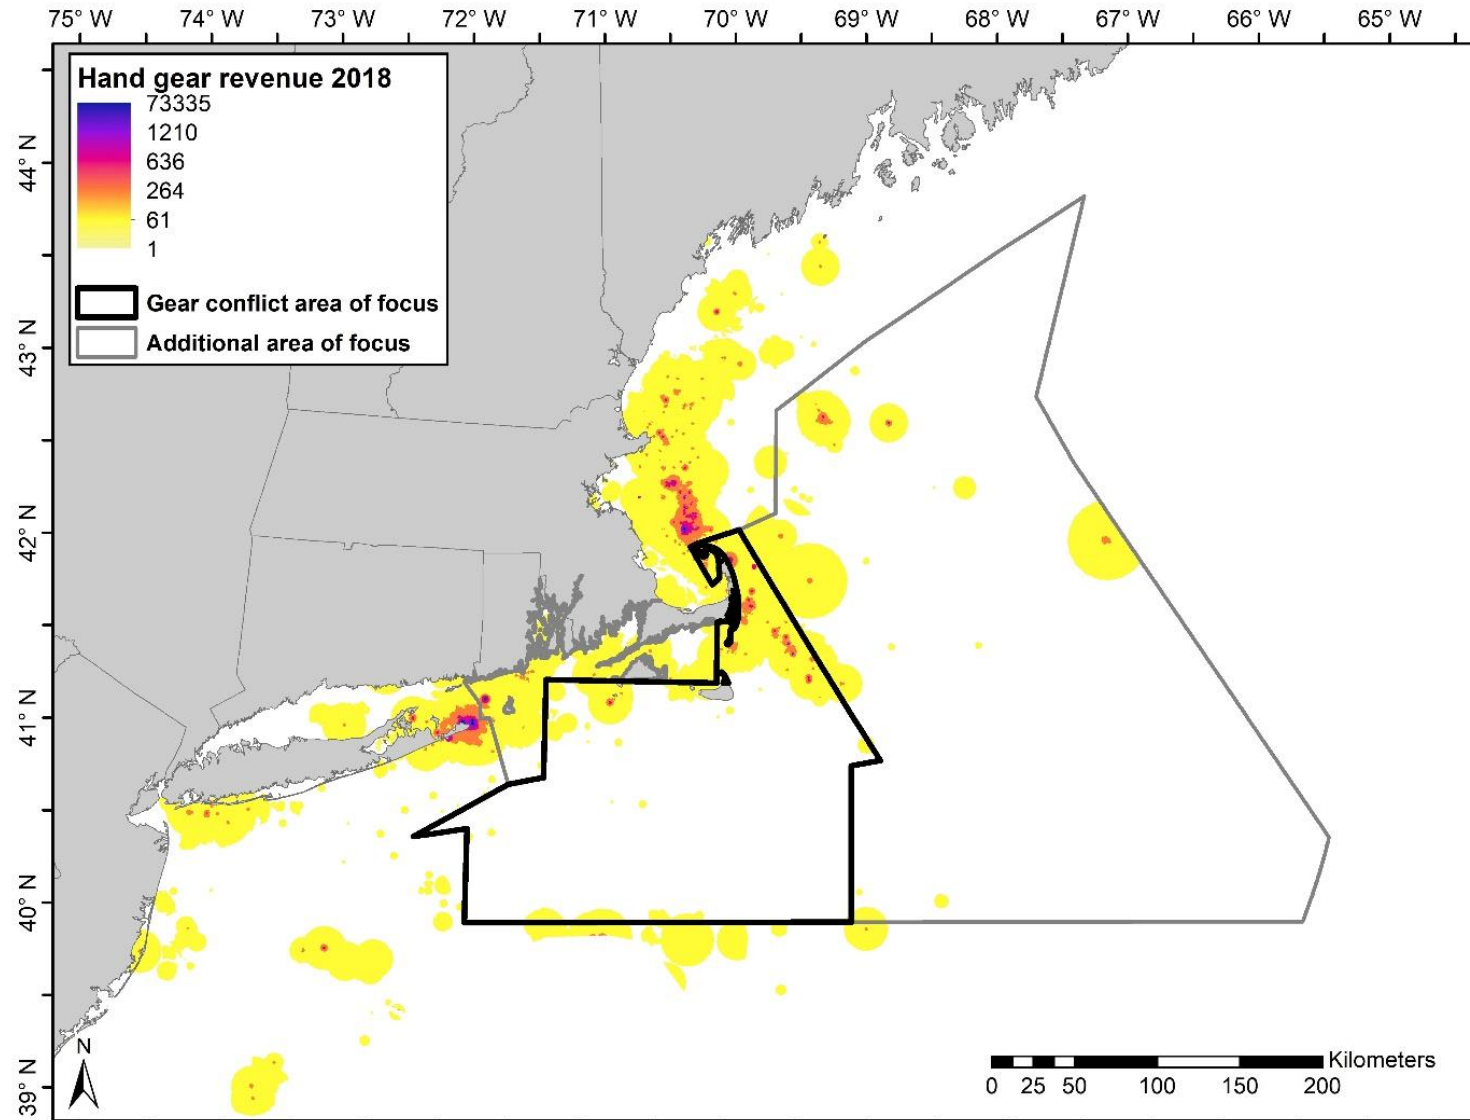 75° W 74° W 73° W 72° W 71° W 70° W 69° W 68° W 67° W 66° W 65° W
Hand gear revenue 2018
73335
1210
636
264
61
1
Gear conflict area of focus
Additional area of focus
44° N
43° N
42° N
41° N
40° N
39° N
N
Kilometers
0 25 50 100 150 200